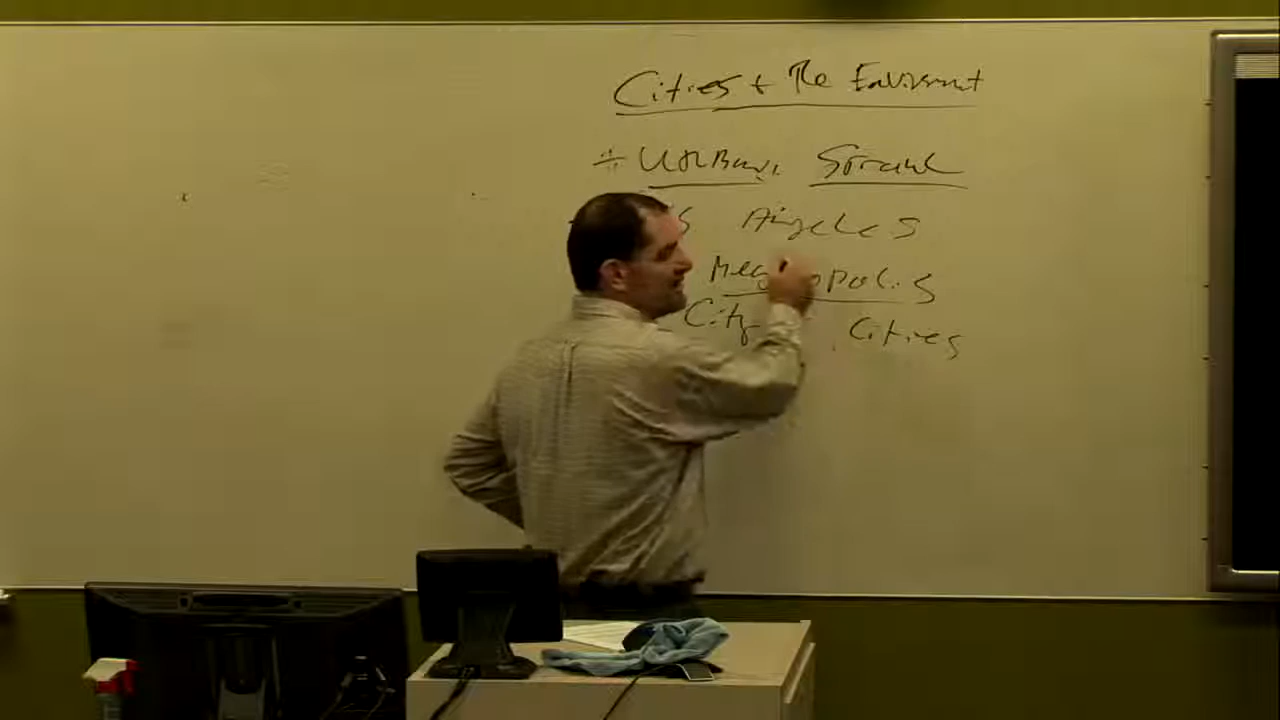 Cities + The Environment
÷ Urban Sprawl
s Angeles
Megalopolis
City Cities